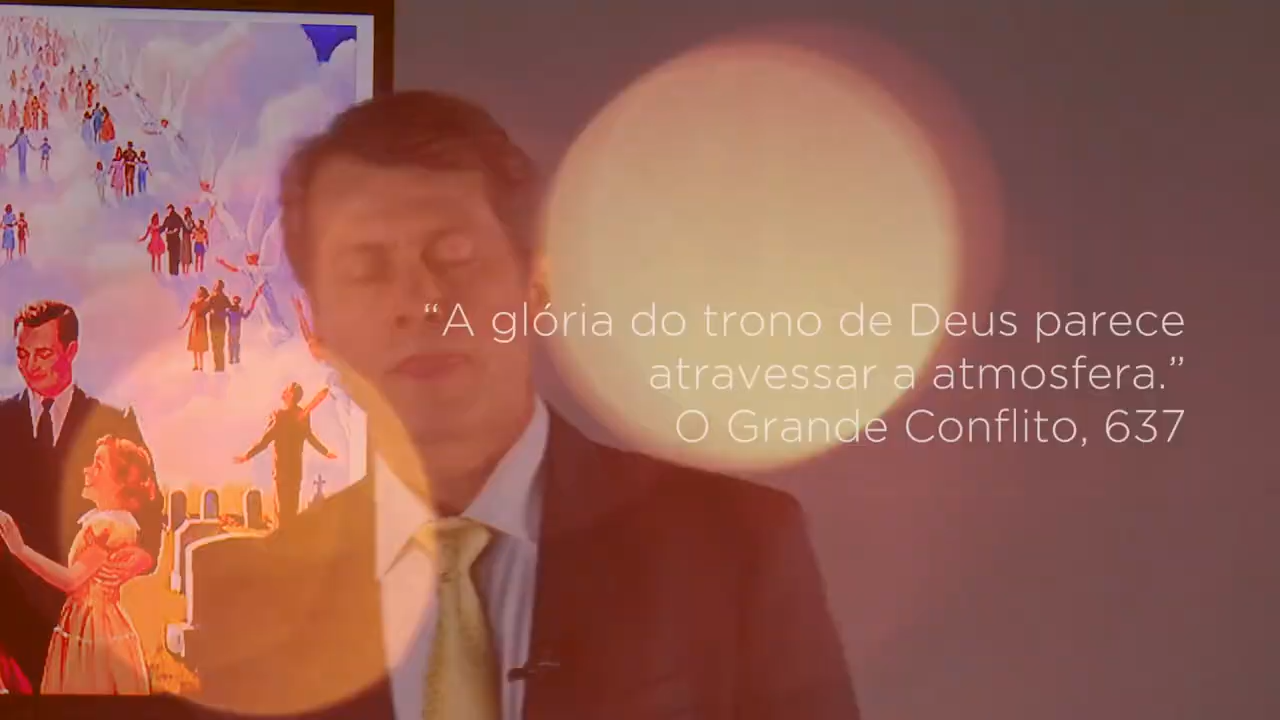 “A glória do trono de Deus parece
atravessar a atmosfera.”
O Grande Conflito, 637